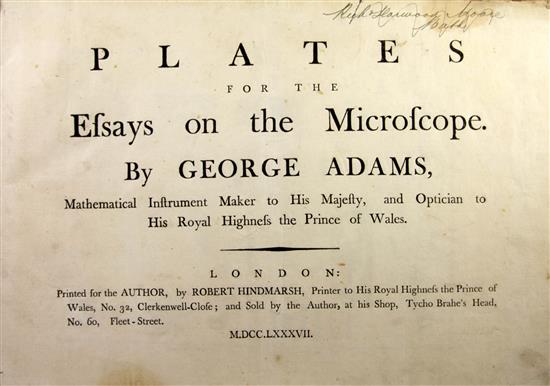 PLATES
FOR THE
Eſſays on the Microſcope.
By GEORGE ADAMS,
Mathematical Inſtrument Maker to His Majeſty, and Optician to
His Royal Highneſs the Prince of Wales.
LONDON:
Printed for the AUTHOR, by ROBERT HINDMARSH, Printer to His Royal Highneſs the Prince of
Wales, No. 32, Clerkenwell-Cloſe; and Sold by the Author, at his Shop, Tycho Brahe's Head,
No. 60, Fleet-Street.
M.DCC.LXXXVII.